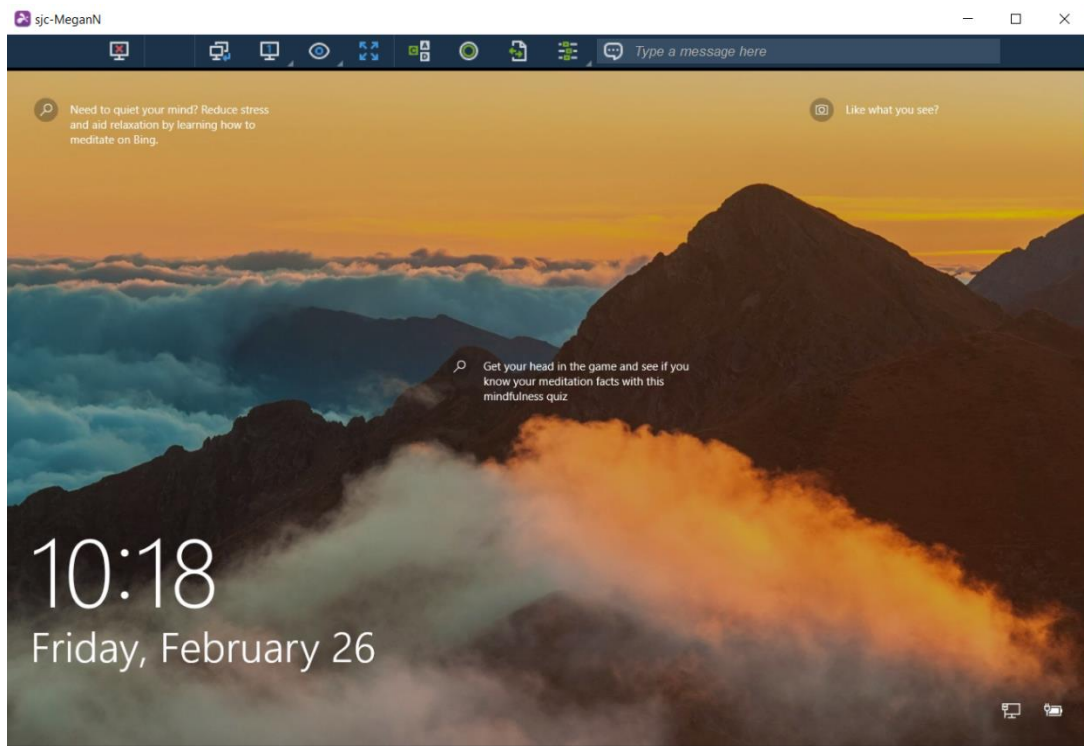 sjc-MeganN
1
C A D
Type a message here
Need to quiet your mind? Reduce stress
and aid relaxation by learning how to
meditate on Bing.
Like what you see?
Get your head in the game and see if you
know your meditation facts with this
mindfulness quiz
10:18
Friday, February 26